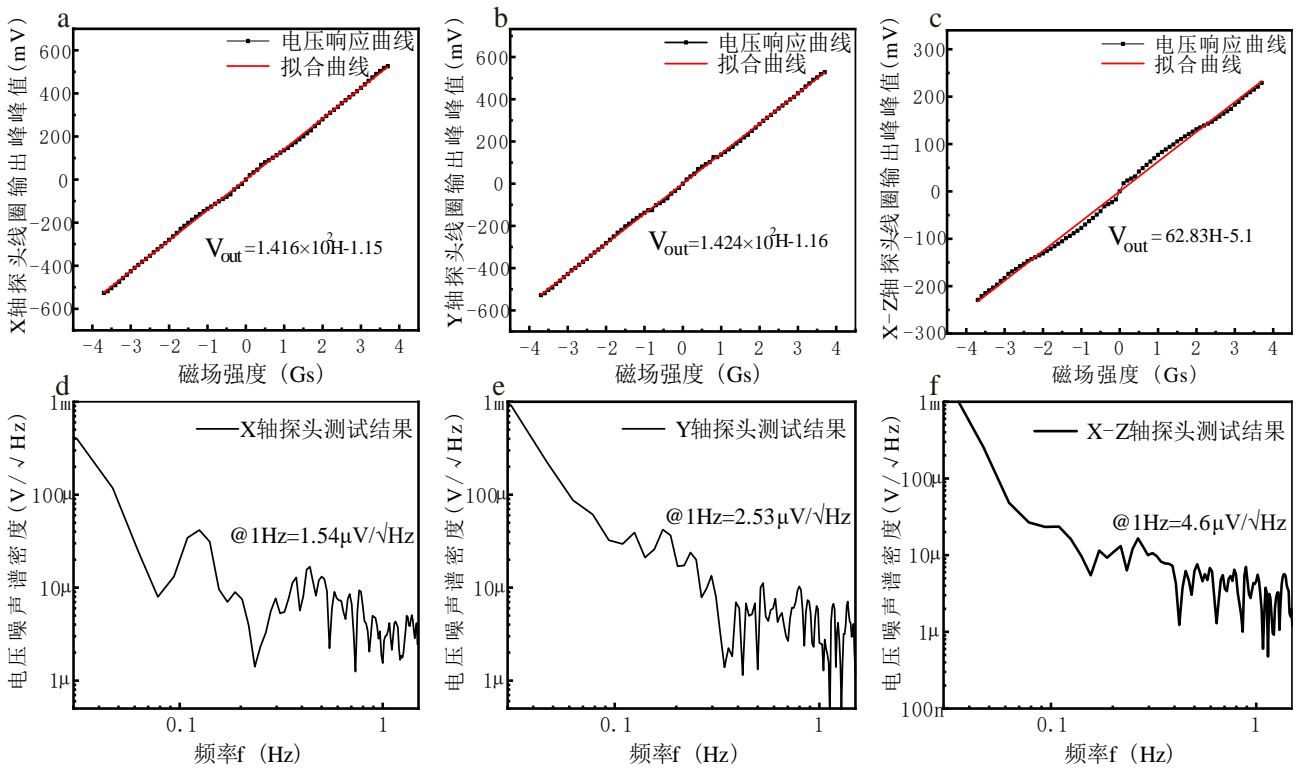 a
X轴探头线圈输出峰峰值(mV)
600
400
200
0
-200
-400
-600
电压响应曲线
拟合曲线
Vout=1.416×10²H-1.15
-4 -3 -2 -1 0 1 2 3 4
磁场强度 (Gs)
b
Y轴探头线圈输出峰峰值(mV)
600
400
200
0
-200
-400
-600
电压响应曲线
拟合曲线
Vout=1.424×10²H-1.16
-4 -3 -2 -1 0 1 2 3 4
磁场强度 (Gs)
c
X-Z轴探头线圈输出峰峰值(mV)
300
200
100
0
-100
-200
-300
电压响应曲线
拟合曲线
Vout=62.83H-5.1
-4 -3 -2 -1 0 1 2 3 4
磁场强度 (Gs)
d
电压噪声谱密度(V/√Hz)
1m
100μ
10μ
1μ
X轴探头测试结果
@1Hz=1.54μV/√Hz
0.1 1
频率f (Hz)
e
电压噪声谱密度(V/√Hz)
1m
100μ
10μ
1μ
Y轴探头测试结果
@1Hz=2.53μV/√Hz
0.1 1
频率f (Hz)
f
电压噪声谱密度(V/√Hz)
1m
100μ
10μ
1μ
100n
X-Z轴探头测试结果
@1Hz=4.6μV/√Hz
0.1 1
频率f (Hz)